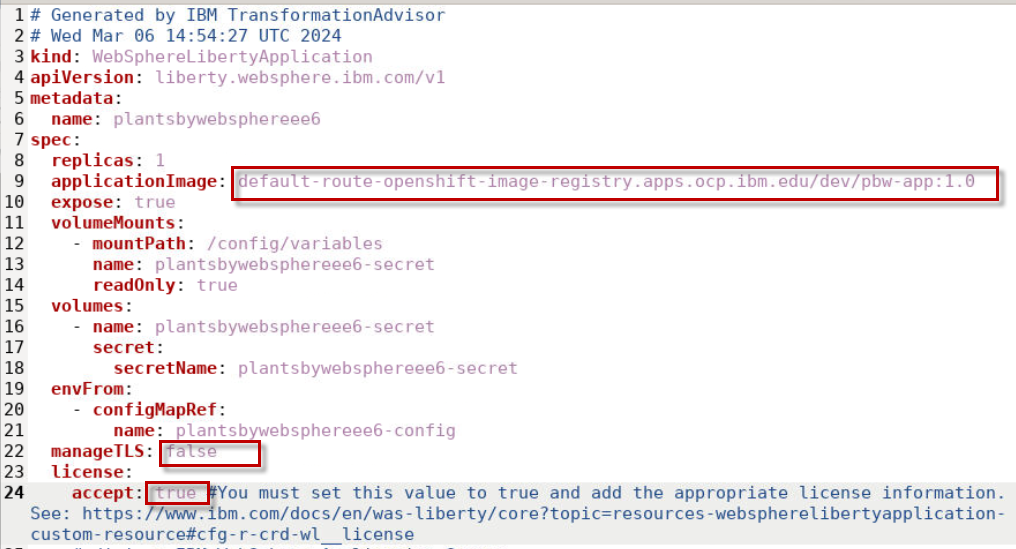 1 # Generated by IBM TransformationAdvisor
2 # Wed Mar 06 14:54:27 UTC 2024
3 kind: WebSphereLibertyApplication
4 apiVersion: liberty.websphere.ibm.com/v1
5 metadata:
6   name: plantsbywebsphereee6
7 spec:
8   replicas: 1
9   applicationImage: default-route-openshift-image-registry.apps.ocp.ibm.edu/dev/pbw-app:1.0
10   expose: true
11   volumeMounts:
12     - mountPath: /config/variables
13       name: plantsbywebsphereee6-secret
14       readOnly: true
15   volumes:
16     - name: plantsbywebsphereee6-secret
17       secret:
18         secretName: plantsbywebsphereee6-secret
19   envFrom:
20     - configMapRef:
21         name: plantsbywebsphereee6-config
22   manageTLS: false
23   license:
24     accept: true #You must set this value to true and add the appropriate license information.
See: https://www.ibm.com/docs/en/was-liberty/core?topic=resources-webspherelibertyapplication-
custom-resource#cfg-r-crd-wl__license